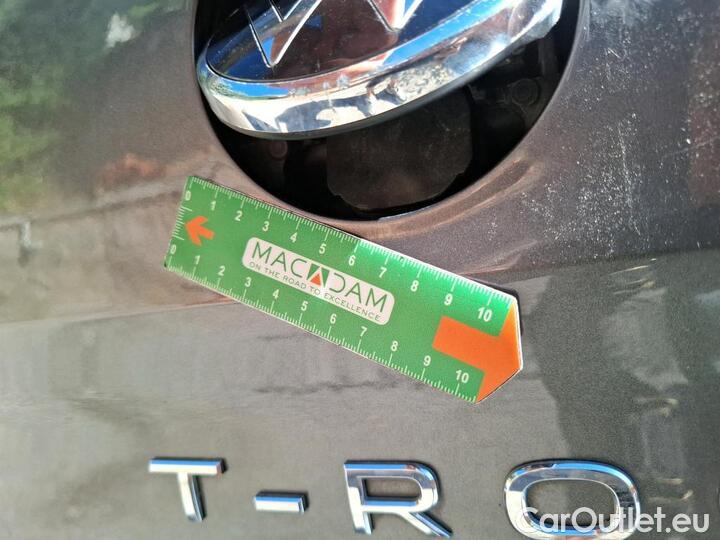 0 1 2 3 4 5 6 7 8 9 10
MACADAM
ON THE ROAD TO EXCELLENCE
0 1 2 3 4 5 6 7 8 9 10
T-RO
CarOutlet.eu